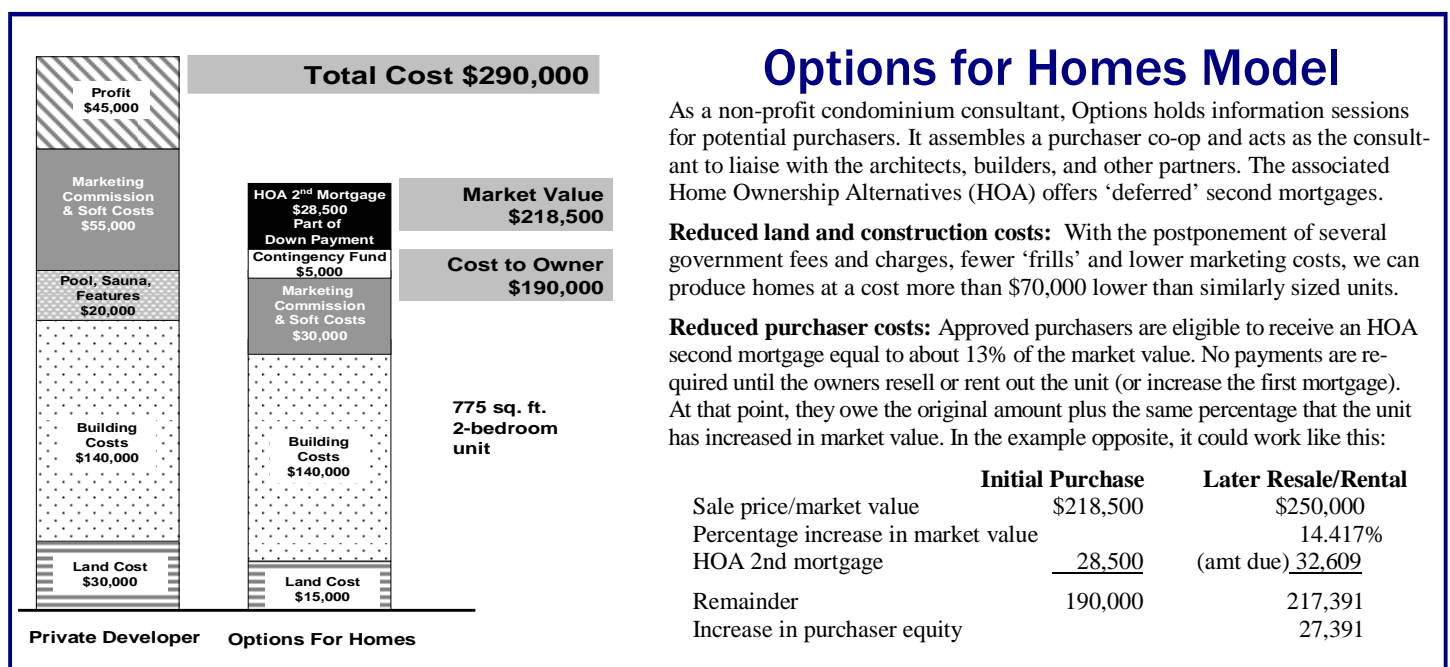 Profit
$45,000
Marketing
Commission
& Soft Costs
$55,000
Pool, Sauna,
Features
$20,000
Building
Costs
$140,000
Land Cost
$30,000
Private Developer
Total Cost $290,000
HOA 2nd Mortgage
$28,500
Part of
Down Payment
Contingency Fund
$5,000
Marketing
Commission
& Soft Costs
$30,000
Building
Costs
$140,000
Land Cost
$15,000
Options For Homes
Market Value
$218,500
Cost to Owner
$190,000
775 sq. ft.
2-bedroom
unit
Options for Homes Model
As a non-profit condominium consultant, Options holds information sessions
for potential purchasers. It assembles a purchaser co-op and acts as the consult-
ant to liaise with the architects, builders, and other partners. The associated
Home Ownership Alternatives (HOA) offers ‘deferred’ second mortgages.
Reduced land and construction costs: With the postponement of several
government fees and charges, fewer ‘frills’ and lower marketing costs, we can
produce homes at a cost more than $70,000 lower than similarly sized units.
Reduced purchaser costs: Approved purchasers are eligible to receive an HOA
second mortgage equal to about 13% of the market value. No payments are re-
quired until the owners resell or rent out the unit (or increase the first mortgage).
At that point, they owe the original amount plus the same percentage that the unit
has increased in market value. In the example opposite, it could work like this:
Initial Purchase Later Resale/Rental
Sale price/market value $218,500 $250,000
Percentage increase in market value 14.417%
HOA 2nd mortgage 28,500 (amt due) 32,609
Remainder 190,000 217,391
Increase in purchaser equity 27,391